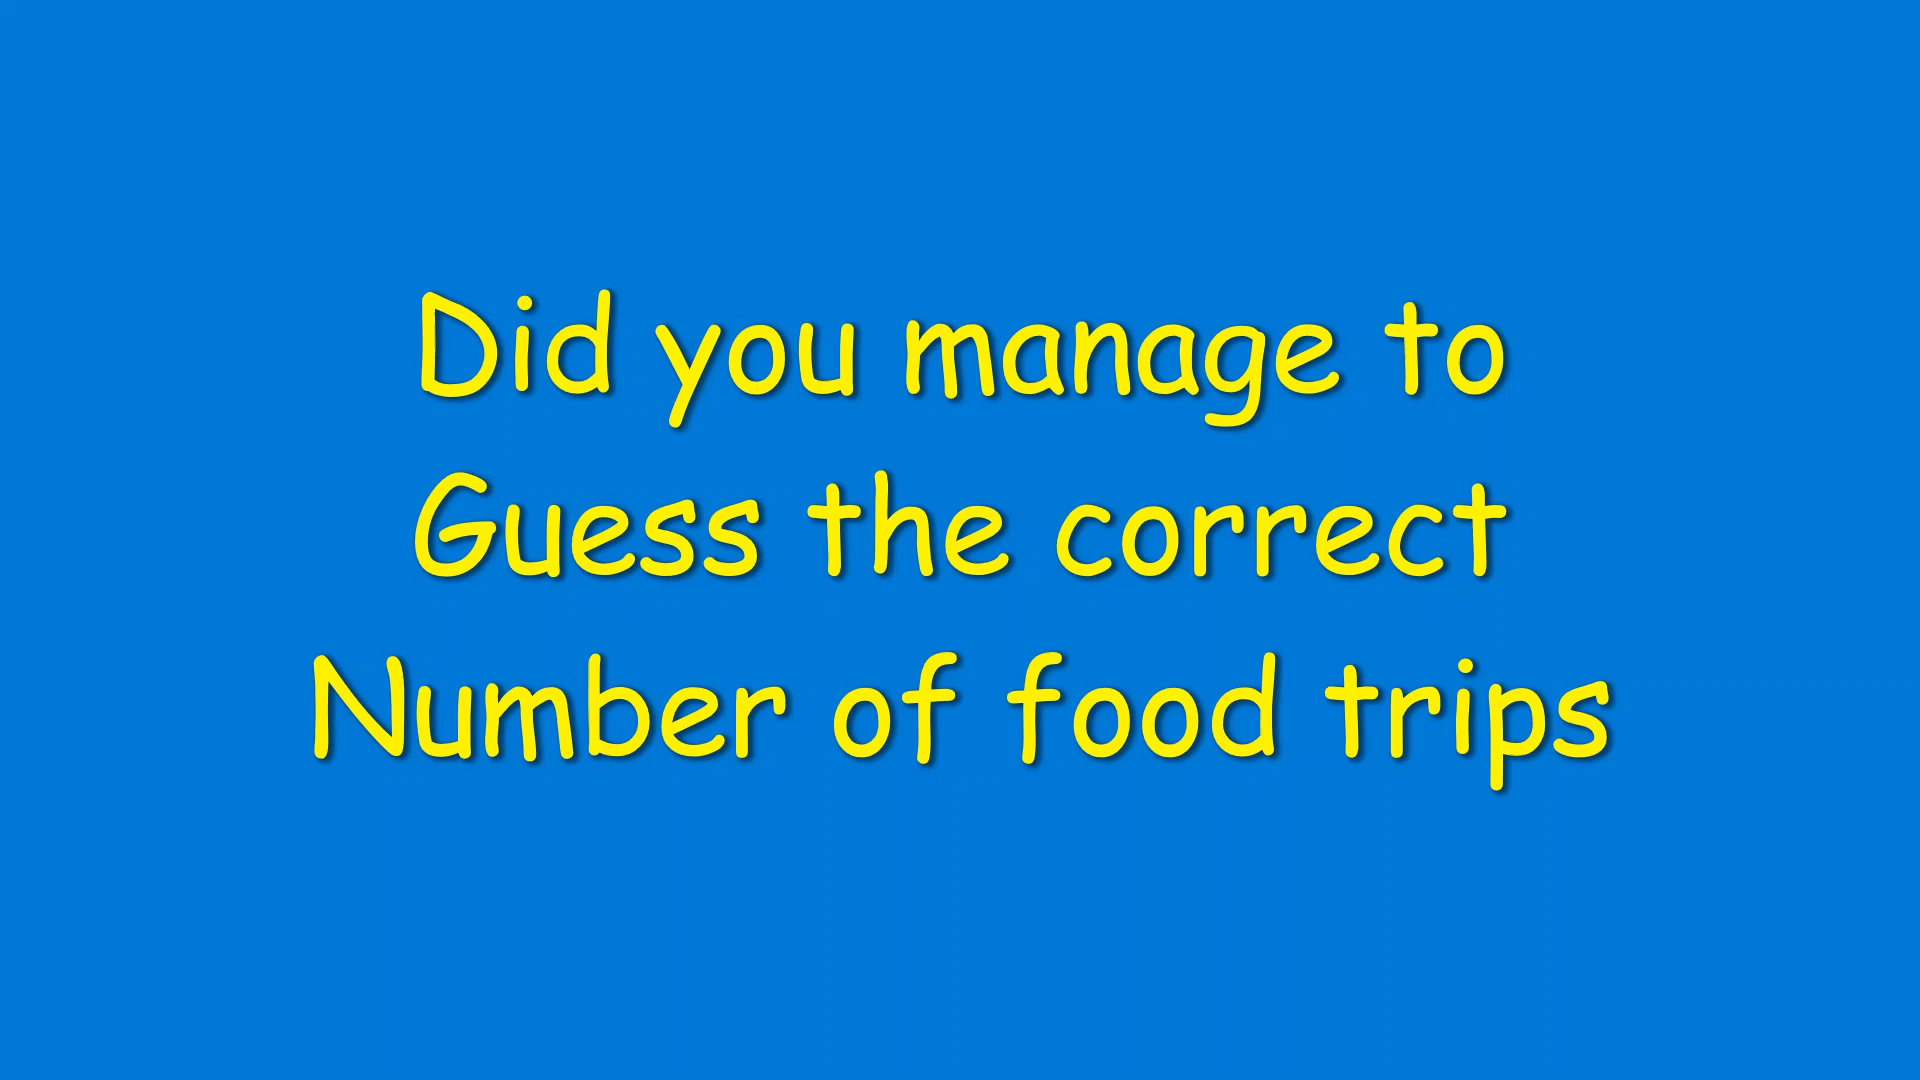 Did you manage to
Guess the correct
Number of food trips